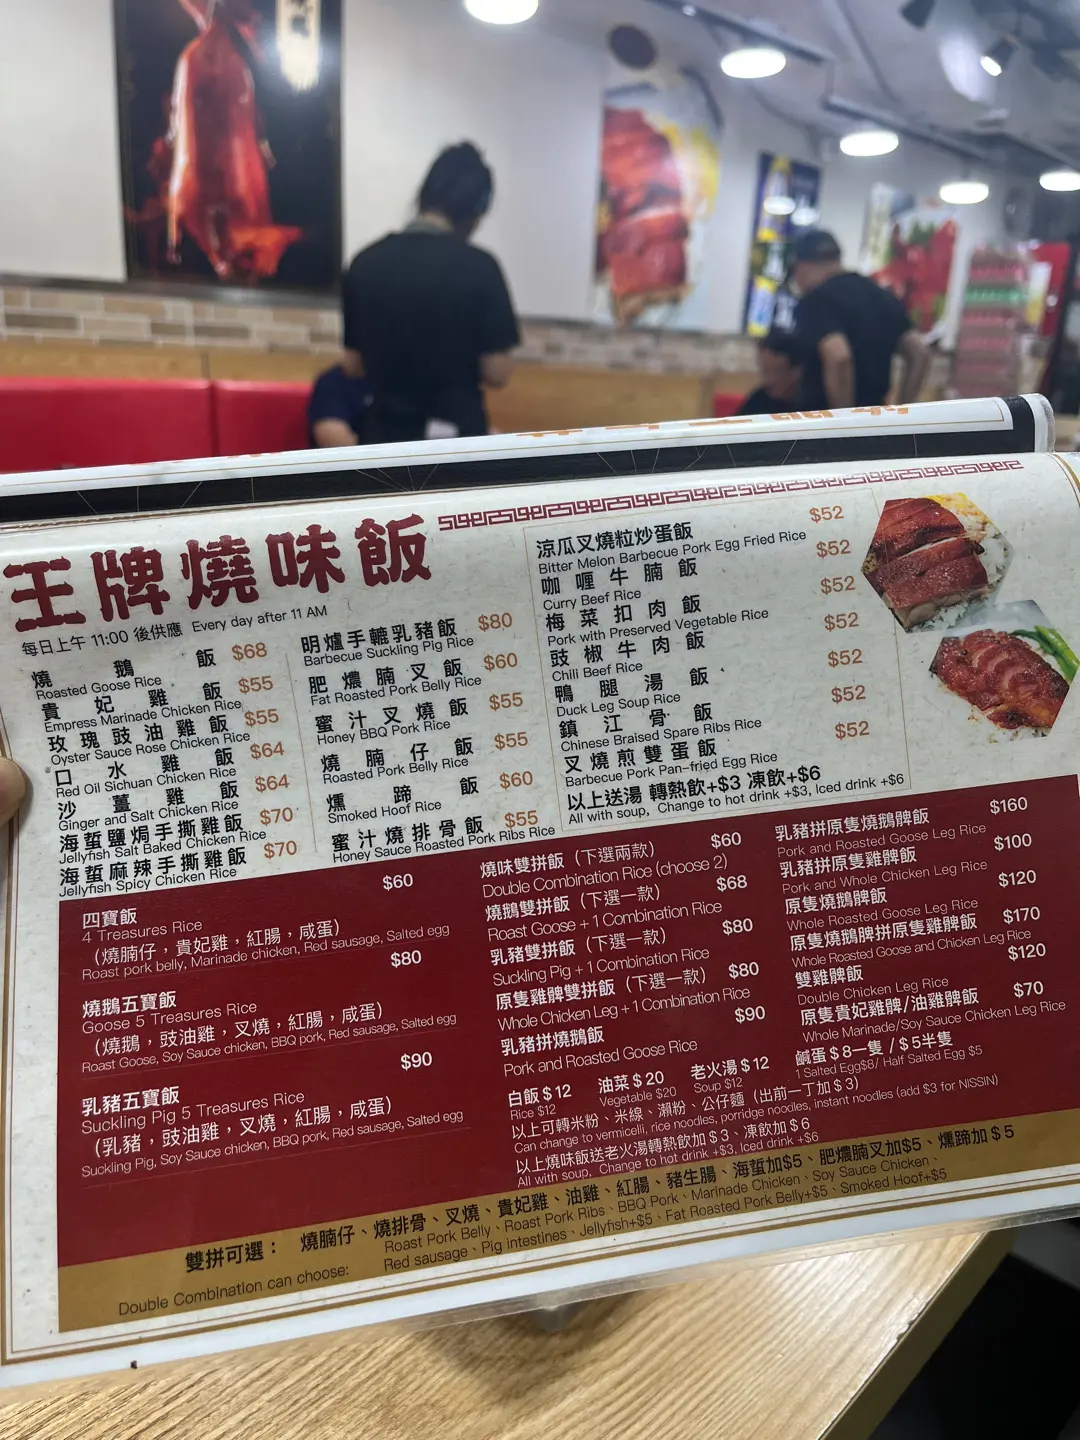 王牌燒味飯
每日上午 11:00 後供應 Every day after 11 AM
燒鵝飯 $68
Roasted Goose Rice
貴妃雞飯 $55
Empress Marinade Chicken Rice
玫瑰豉油雞飯 $55
Oyster Sauce Rose Chicken Rice
口水雞飯 $64
Red Oil Sichuan Chicken Rice
沙薑雞飯 $64
Ginger and Salt Chicken Rice
海蜇鹽焗手撕雞飯 $70
Jellyfish Salt Baked Chicken Rice
海蜇麻辣手撕雞飯 $70
Jellyfish Spicy Chicken Rice
明爐手轆乳豬飯 $80
Barbecue Suckling Pig Rice
肥燶腩叉飯 $60
Fat Roasted Pork Belly Rice
蜜汁叉燒飯 $55
Honey BBQ Pork Rice
燒腩仔飯 $55
Roasted Pork Belly Rice
燻蹄飯 $60
Smoked Hoof Rice
蜜汁燒排骨飯 $55
Honey Sauce Roasted Pork Ribs Rice
涼瓜叉燒粒炒蛋飯 $52
Bitter Melon Barbecue Pork Egg Fried Rice
咖喱牛腩飯 $52
Curry Beef Rice
梅菜扣肉飯 $52
Pork with Preserved Vegetable Rice
豉椒牛肉飯 $52
Chili Beef Rice
鴨腿湯飯 $52
Duck Leg Soup Rice
鎮江骨飯 $52
Chinese Braised Spare Ribs Rice
叉燒煎雙蛋飯 $52
Barbecue Pork Pan-fried Egg Rice
以上送湯 轉熱飲+$3 凍飲+$6
All with soup, Change to hot drink +$3, Iced drink +$6
四寶飯 $60
4 Treasures Rice
（燒腩仔，貴妃雞，紅腸，咸蛋）
Roast pork belly, Marinade chicken, Red sausage, Salted egg
燒鵝五寶飯 $80
Goose 5 Treasures Rice
（燒鵝，豉油雞，叉燒，紅腸，咸蛋）
Roast Goose, Soy Sauce chicken, BBQ pork, Red sausage, Salted egg
乳豬五寶飯 $90
Suckling Pig 5 Treasures Rice
（乳豬，豉油雞，叉燒，紅腸，咸蛋）
Suckling Pig, Soy Sauce chicken, BBQ pork, Red sausage, Salted egg
燒味雙拼飯（下選兩款） $60
Double Combination Rice (choose 2)
燒鵝雙拼飯（下選一款） $68
Roast Goose + 1 Combination Rice
乳豬雙拼飯（下選一款） $80
Suckling Pig + 1 Combination Rice
原隻雞髀雙拼飯（下選一款） $80
Whole Chicken Leg + 1 Combination Rice
乳豬拼燒鵝飯 $90
Pork and Roasted Goose Rice
乳豬拼原隻燒鵝髀飯 $160
Pork and Roasted Goose Leg Rice
乳豬拼原隻雞髀飯 $100
Pork and Whole Chicken Leg Rice
原隻燒鵝髀飯 $120
Whole Roasted Goose Leg Rice
原隻燒鵝髀拼原隻雞髀飯 $170
Whole Roasted Goose and Chicken Leg Rice
雙雞髀飯 $120
Double Chicken Leg Rice
原隻貴妃雞髀/油雞髀飯 $70
Whole Marinade/Soy Sauce Chicken Leg Rice
白飯 $12 油菜 $20 老火湯 $12 鹹蛋 $8一隻 / $5半隻
Rice $12 Vegetable $20 Soup $12 1 Salted Egg$8/ Half Salted Egg $5
以上可轉米粉、米線、瀨粉、公仔麵（出前一丁加 $3）
Can change to vermicelli, rice noodles, porridge noodles, instant noodles (add $3 for NISSIN)
以上燒味飯送老火湯轉熱飲加 $3、凍飲加 $6
All with soup, Change to hot drink +$3, Iced drink +$6
雙拼可選： 燒腩仔、燒排骨、叉燒、貴妃雞、油雞、紅腸、豬生腸、海蜇加$5、肥燶腩叉加$5、燻蹄加 $5
Double Combination can choose: Roast Pork Belly、Roast Pork Ribs、BBQ Pork、Marinade Chicken、Soy Sauce Chicken、
Red sausage、Pig intestines、Jellyfish+$5、Fat Roasted Pork Belly+$5、Smoked Hoof+$5